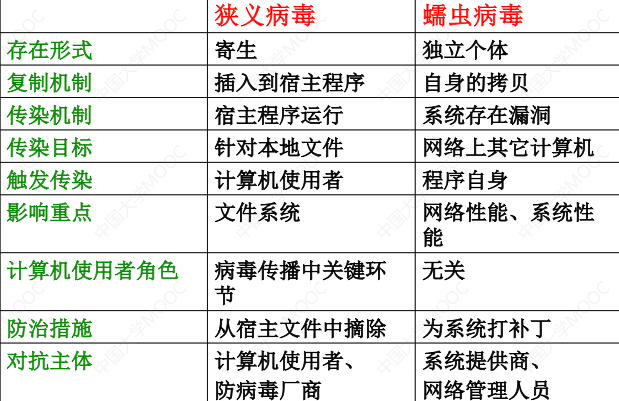 狭义病毒 蠕虫病毒
存在形式 寄生 独立个体
复制机制 插入到宿主程序 自身的拷贝
传染机制 宿主程序运行 系统存在漏洞
传染目标 针对本地文件 网络上其它计算机
触发传染 计算机使用者 程序自身
影响重点 文件系统 网络性能、系统性
能
计算机使用者角色 病毒传播中关键环 无关
节
防治措施 从宿主文件中摘除 为系统打补丁
对抗主体 计算机使用者、 系统提供商、
防病毒厂商 网络管理人员
中国大学MOOC